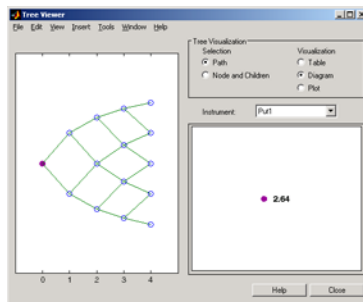 Tree Viewer
File Edit View Insert Tools Window Help
Tree Visualization
Selection
Visualization
Path
Table
Node and Children
Diagram
Plot
Instrument:
Put1
2.64
0 1 2 3 4
Help
Close